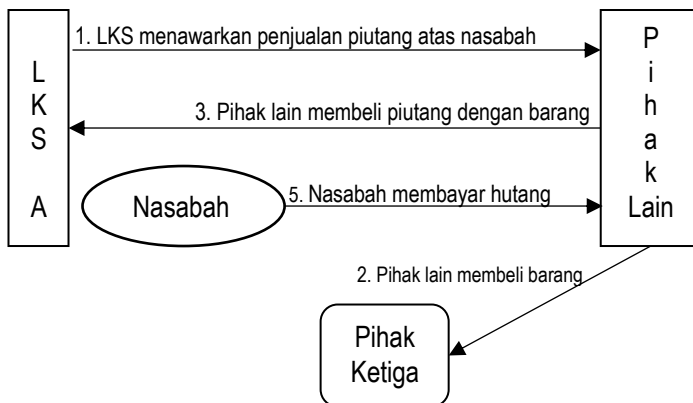 1. LKS menawarkan penjualan piutang atas nasabah
L
K
S
A
P
i
h
a
k
Lain
3. Pihak lain membeli piutang dengan barang
Nasabah
5. Nasabah membayar hutang
2. Pihak lain membeli barang
Pihak
Ketiga